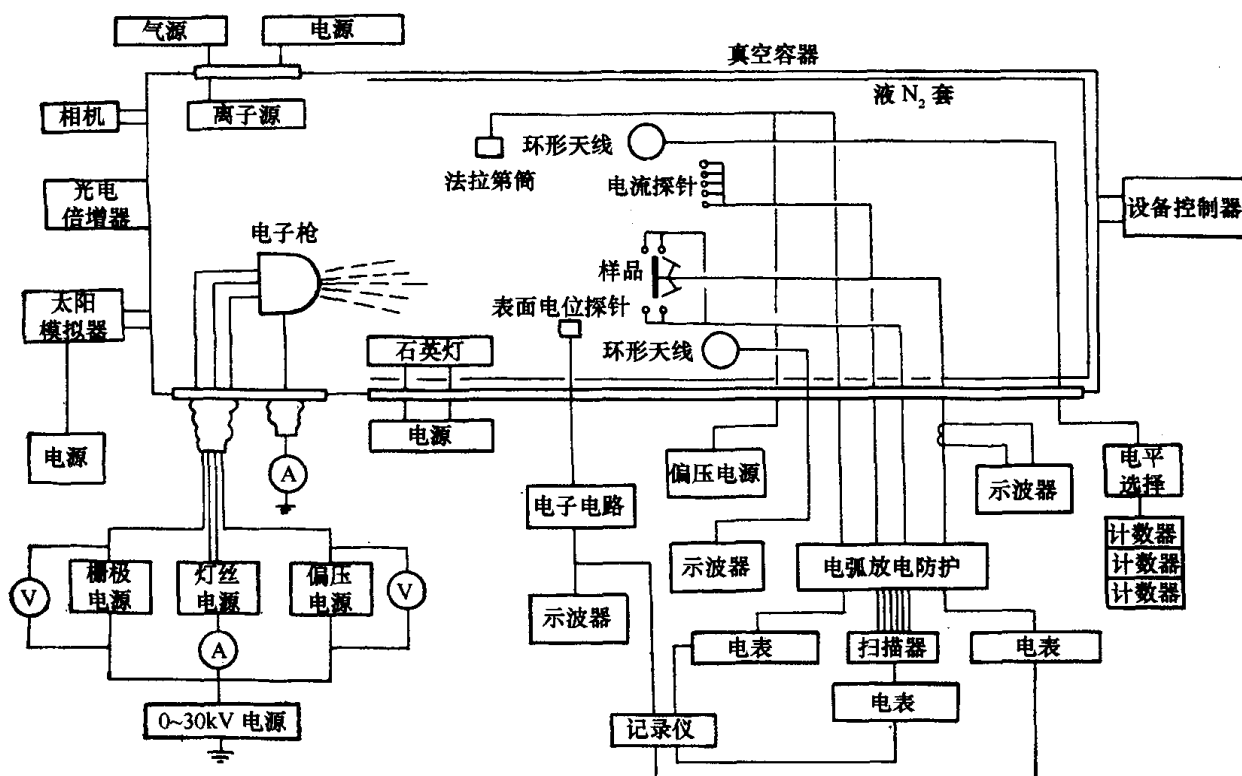 气源
电源
真空容器
液 N₂ 套
相机
离子源
环形天线
法拉第筒
电流探针
光电
倍增器
设备控制器
电子枪
样品
太阳
模拟器
表面电位探针
石英灯
环形天线
电源
电源
A
偏压电源
示波器
电平
选择
电子电路
计数器
计数器
计数器
示波器
电弧放电防护
V
栅极
电源
灯丝
电源
偏压
电源
V
示波器
A
电表
扫描器
电表
电表
0~30kV 电源
记录仪